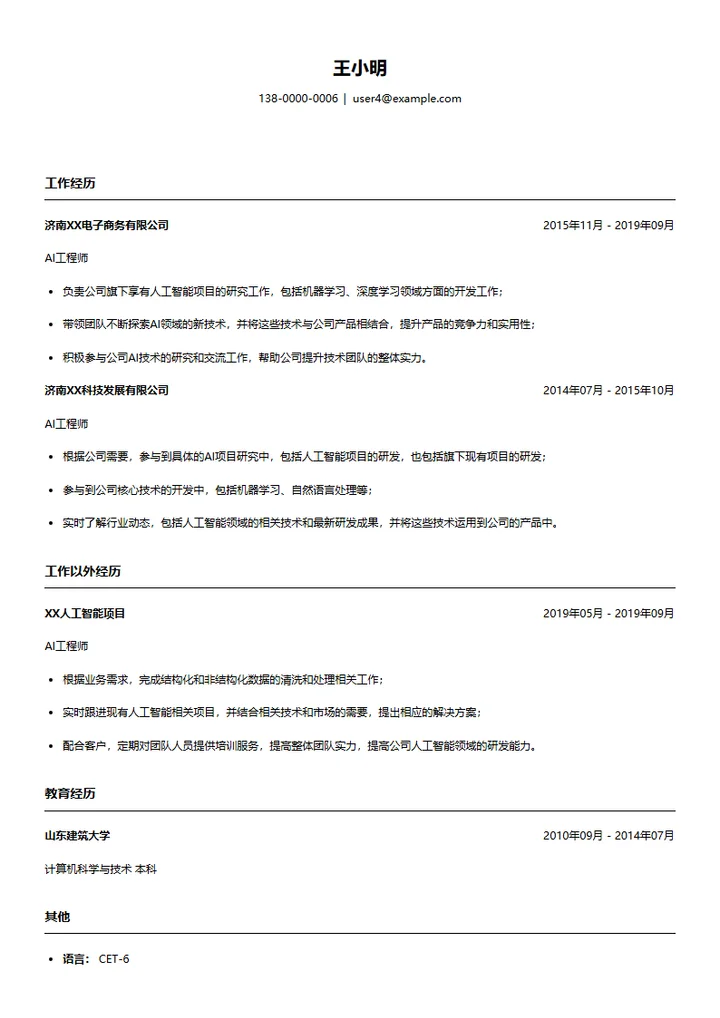 王小明
138-0000-0006 | user4@example.com
工作经历
济南XX电子商务有限公司 2015年11月 - 2019年09月
AI工程师
• 负责公司旗下享有人工智能项目的研究工作，包括机器学习、深度学习领域方面的开发工作；
• 带领团队不断探索AI领域的新技术，并将这些技术与公司产品相结合，提升产品的竞争力和实用性；
• 积极参与公司AI技术的研究和交流工作，帮助公司提升技术团队的整体实力。
济南XX科技发展有限公司 2014年07月 - 2015年10月
AI工程师
• 根据公司需要，参与到具体的AI项目研究中，包括人工智能项目的研发，也包括旗下现有项目的研发；
• 参与到公司核心技术的开发中，包括机器学习、自然语言处理等；
• 实时了解行业动态，包括人工智能领域的相关技术和最新研发成果，并将这些技术运用到公司的产品中。
工作以外经历
XX人工智能项目 2019年05月 - 2019年09月
AI工程师
• 根据业务需求，完成结构化和非结构化数据的清洗和处理相关工作；
• 实时跟进现有人工智能相关项目，并结合相关技术和市场的需要，提出相应的解决方案；
• 配合客户，定期对团队人员提供培训服务，提高整体团队实力，提高公司人工智能领域的研发能力。
教育经历
山东建筑大学 2010年09月 - 2014年07月
计算机科学与技术 本科
其他
• 语言： CET-6